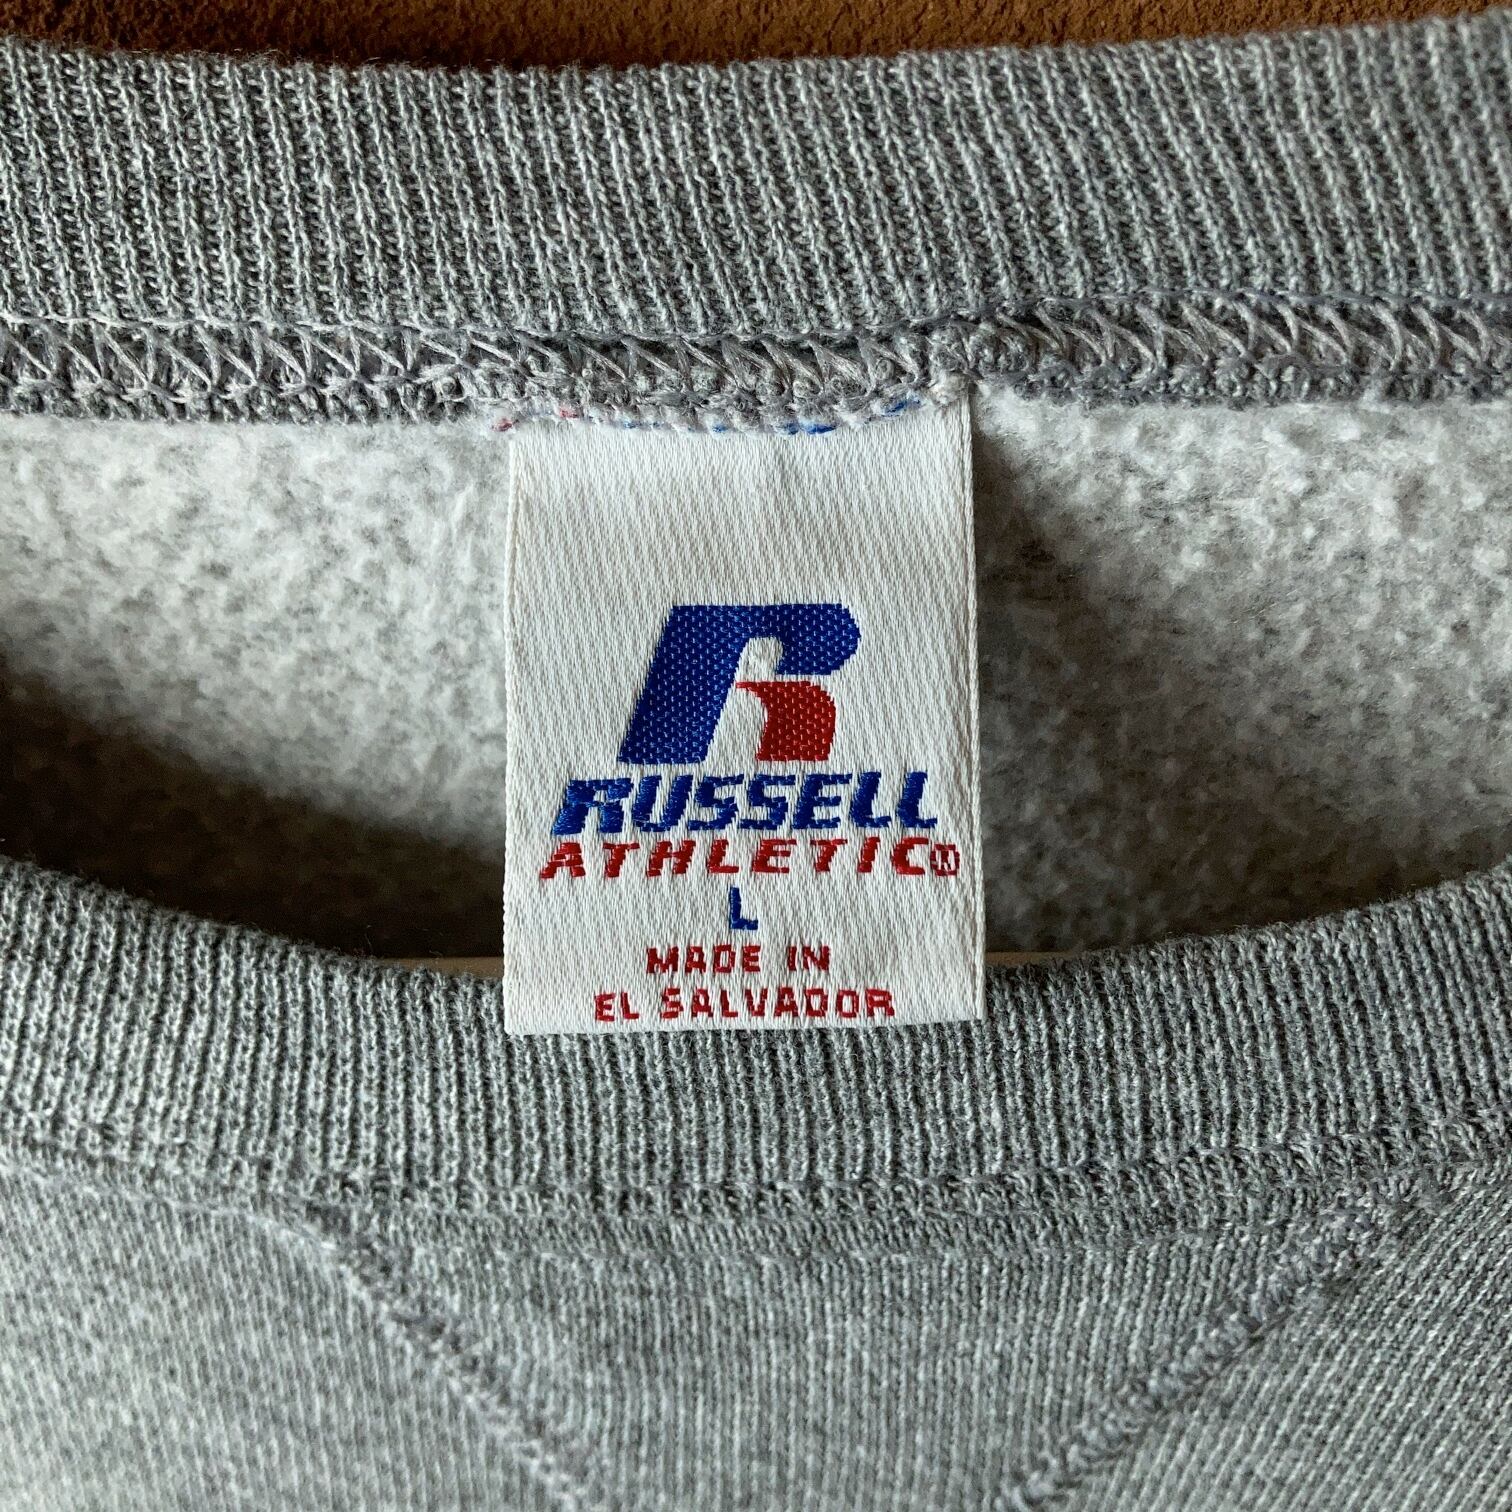 R
RUSSELL
ATHLETIC®
L
MADE IN
EL SALVADOR